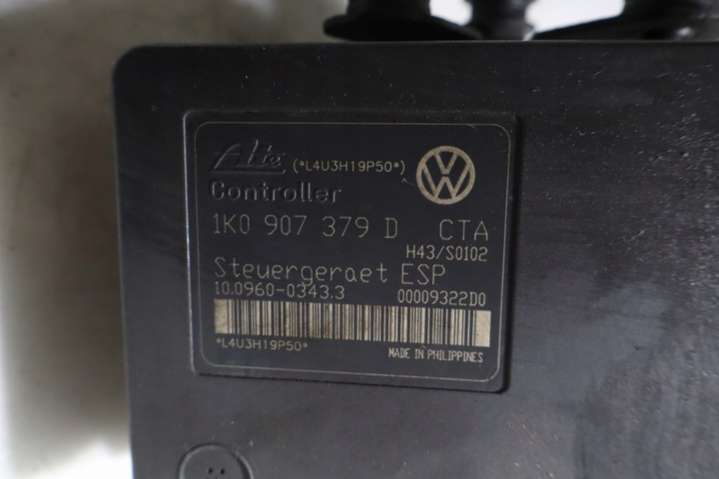 Ate (*L4U3H19P50*)
Controller
1K0 907 379 D CTA
H43/S0102
Steuergeraet ESP
10.0960-0343.3 00009322D0
*L4U3H19P50* MADE IN PHILIPPINES